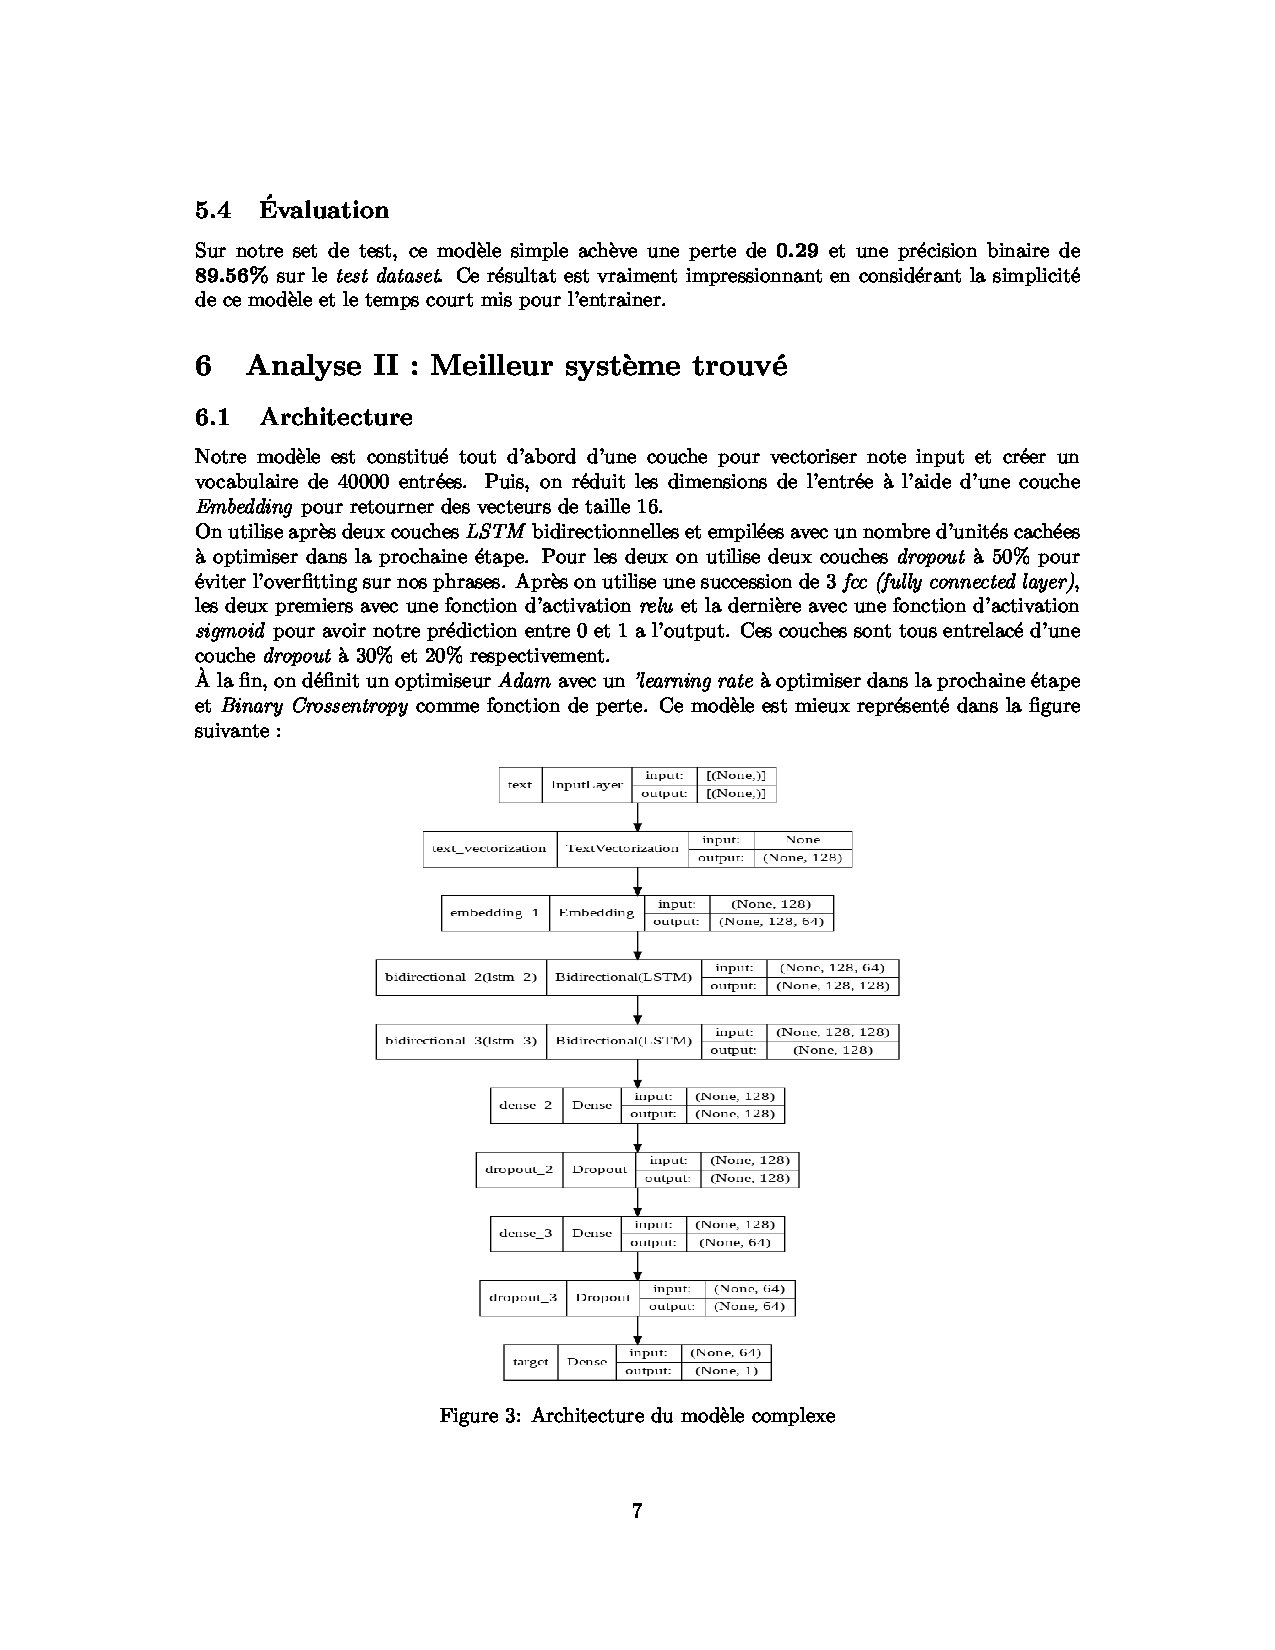 5.4 Évaluation
Sur notre set de test, ce modèle simple achève une perte de 0.29 et une précision binaire de
89.56% sur le test dataset. Ce résultat est vraiment impressionnant en considérant la simplicité
de ce modèle et le temps court mis pour l'entrainer.
6 Analyse II : Meilleur système trouvé
6.1 Architecture
Notre modèle est constitué tout d'abord d'une couche pour vectoriser note input et créer un
vocabulaire de 40000 entrées. Puis, on réduit les dimensions de l'entrée à l'aide d'une couche
Embedding pour retourner des vecteurs de taille 16.
On utilise après deux couches LSTM bidirectionnelles et empilées avec un nombre d'unités cachées
à optimiser dans la prochaine étape. Pour les deux on utilise deux couches dropout à 50% pour
éviter l'overfitting sur nos phrases. Après on utilise une succession de 3 fcc (fully connected layer),
les deux premiers avec une fonction d'activation relu et la dernière avec une fonction d'activation
sigmoid pour avoir notre prédiction entre 0 et 1 a l'output. Ces couches sont tous entrelacé d'une
couche dropout à 30% et 20% respectivement.
À la fin, on définit un optimiseur Adam avec un 'learning rate à optimiser dans la prochaine étape
et Binary Crossentropy comme fonction de perte. Ce modèle est mieux représenté dans la figure
suivante :
text InputLayer input: [(None,)]
output: [(None,)]
text_vectorization TextVectorization input: None
output: (None, 128)
embedding_1 Embedding input: (None, 128)
output: (None, 128, 64)
bidirectional_2(lstm_2) Bidirectional(LSTM) input: (None, 128, 64)
output: (None, 128, 128)
bidirectional_3(lstm_3) Bidirectional(LSTM) input: (None, 128, 128)
output: (None, 128)
dense_2 Dense input: (None, 128)
output: (None, 128)
dropout_2 Dropout input: (None, 128)
output: (None, 128)
dense_3 Dense input: (None, 128)
output: (None, 64)
dropout_3 Dropout input: (None, 64)
output: (None, 64)
target Dense input: (None, 64)
output: (None, 1)
Figure 3: Architecture du modèle complexe
7